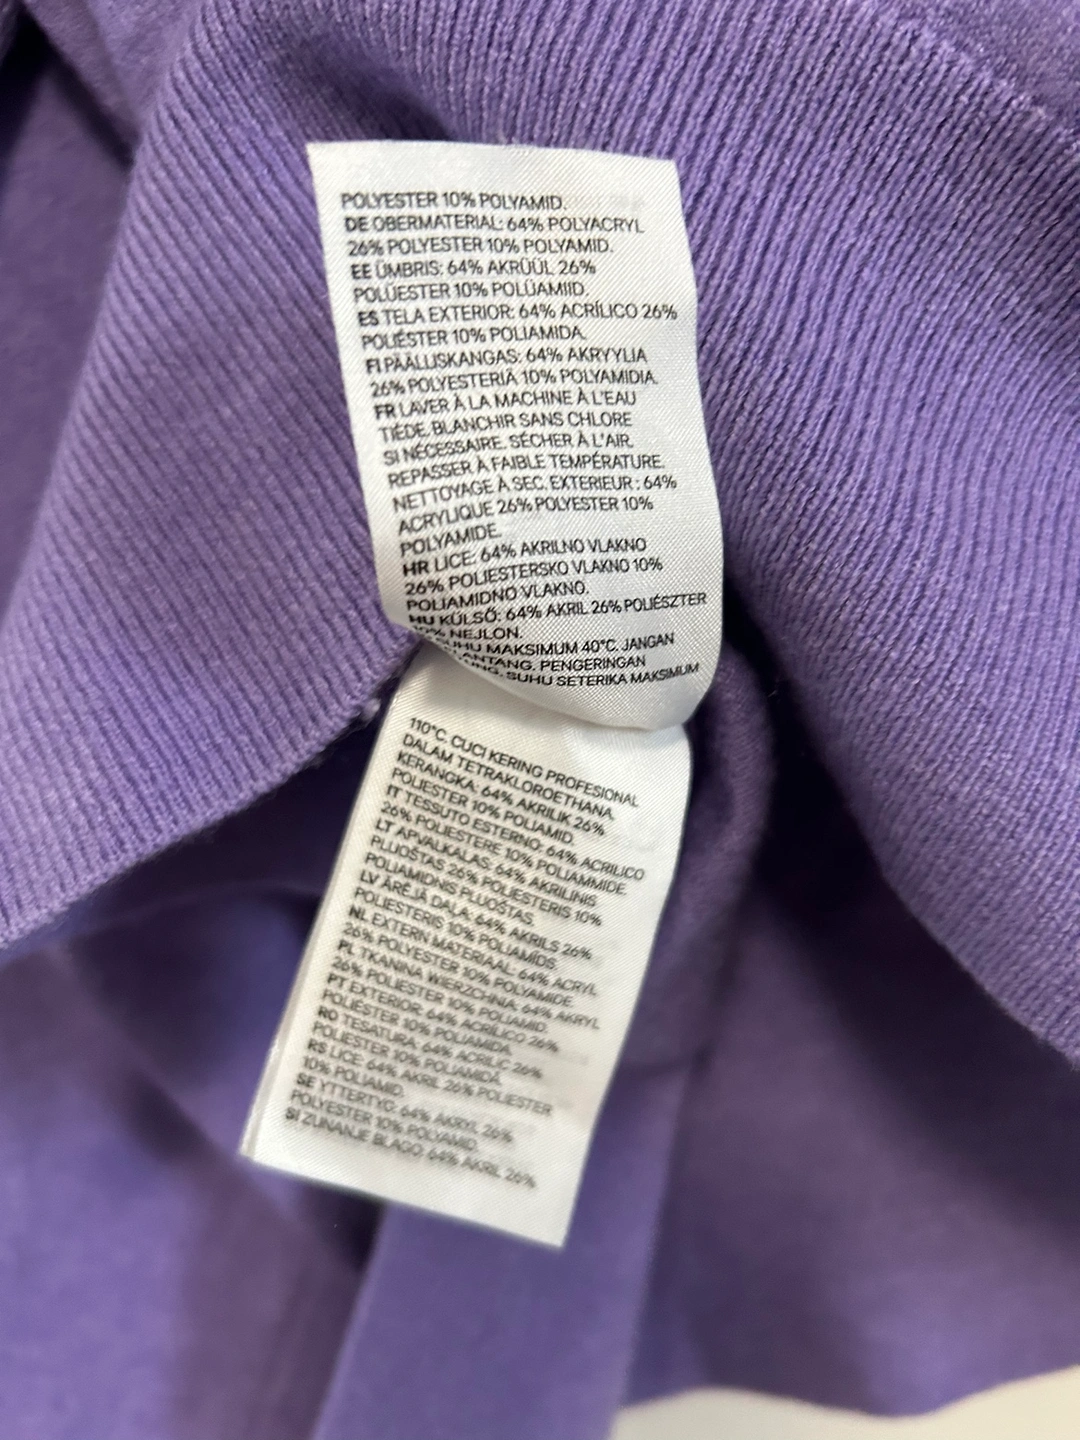 POLYESTER 10% POLYAMID.
DE OBERMATERIAL: 64% POLYACRYL
26% POLYESTER 10% POLYAMID.
EE ÜMBRIS: 64% AKRÜÜL 26%
POLÜESTER 10% POLÜAMIID.
ES TELA EXTERIOR: 64% ACRÍLICO 26%
POLIÉSTER 10% POLIAMIDA.
FI PÄÄLLISKANGAS: 64% AKRYYLIA
26% POLYESTERIÄ 10% POLYAMIDIA.
FR LAVER À LA MACHINE À L'EAU
TIÈDE. BLANCHIR SANS CHLORE
SI NÉCESSAIRE. SÉCHER À L'AIR.
REPASSER À FAIBLE TEMPÉRATURE.
NETTOYAGE À SEC. EXTERIEUR : 64%
ACRYLIQUE 26% POLYESTER 10%
POLYAMIDE.
HR LICE: 64% AKRILNO VLAKNO
26% POLIESTERSKO VLAKNO 10%
POLIAMIDNO VLAKNO.
HU KÜLSŐ: 64% AKRIL 26% POLIÉSZTER
10% NEJLON.
SUHU MAKSIMUM 40°C. JANGAN
PENGERINGAN
SUHU SETERIKA MAKSIMUM
110°C. CUCI KERING PROFESIONAL
DALAM TETRAKLOROETHANA.
KERANGKA: 64% AKRILIK 26%
POLIESTER 10% POLIAMID.
IT TESSUTO ESTERNO: 64% ACRILICO
26% POLIESTERE 10% POLIAMMIDE.
LT APVALKALAS: 64% AKRILINIS
PLUOŠTAS 26% POLIESTERIS 10%
POLIAMIDNIS PLUOŠTAS.
LV ĀRĒJĀ DAĻA: 64% AKRILS 26%
POLIESTERIS 10% POLIAMĪDS.
NL EXTERN MATERIAAL: 64% ACRYL
26% POLYESTER 10% POLYAMIDE.
PL TKANINA WIERZCHNIA: 64% AKRYL
26% POLIESTER 10% POLIAMID.
PT EXTERIOR: 64% ACRÍLICO 26%
POLIÉSTER 10% POLIAMIDA.
RO TESATURA: 64% ACRILIC 26%
POLIESTER 10% POLIAMIDĂ.
RS LICE: 64% AKRIL 26% POLIESTER
10% POLIAMID.
SE YTTERTYG: 64% AKRYL 26%
POLYESTER 10% POLYAMID.
SI ZUNANJE BLAGO: 64% AKRIL 26%